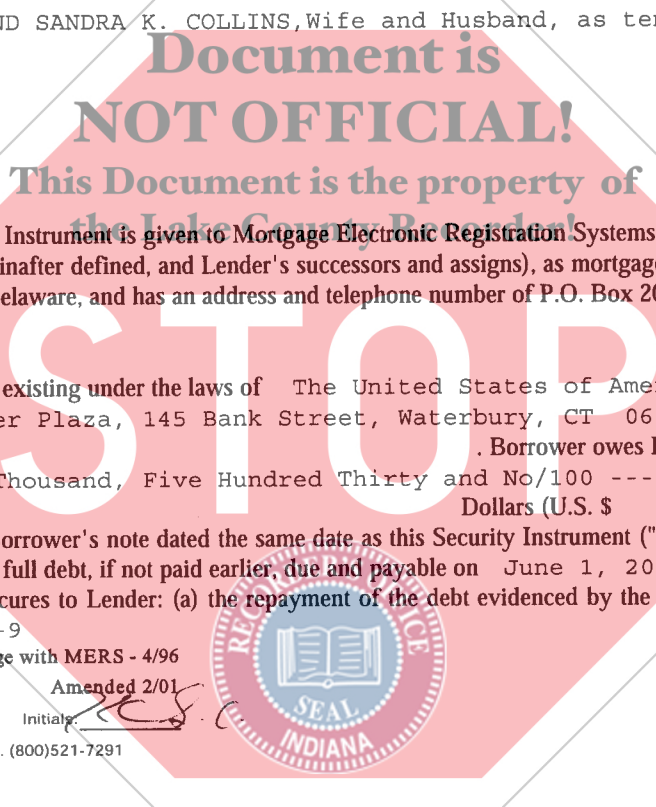 ND SANDRA K. COLLINS,Wife and Husband, as ten
Document is
NOT OFFICIAL!
This Document is the property of
the Lake County Recorder!
Instrument is given to Mortgage Electronic Registration Systems
inafter defined, and Lender's successors and assigns), as mortgag
elaware, and has an address and telephone number of P.O. Box 20
STOP
existing under the laws of The United States of Amer
er Plaza, 145 Bank Street, Waterbury, CT 06
. Borrower owes
Thousand, Five Hundred Thirty and No/100 ---
Dollars (U.S. $
orrower's note dated the same date as this Security Instrument ("
full debt, if not paid earlier, due and payable on June 1, 20
cures to Lender: (a) the repayment of the debt evidenced by the
-9
ge with MERS - 4/96
Amended 2/01
Initials:
. (800)521-7291
RECORDER'S OFFICE
SEAL
INDIANA